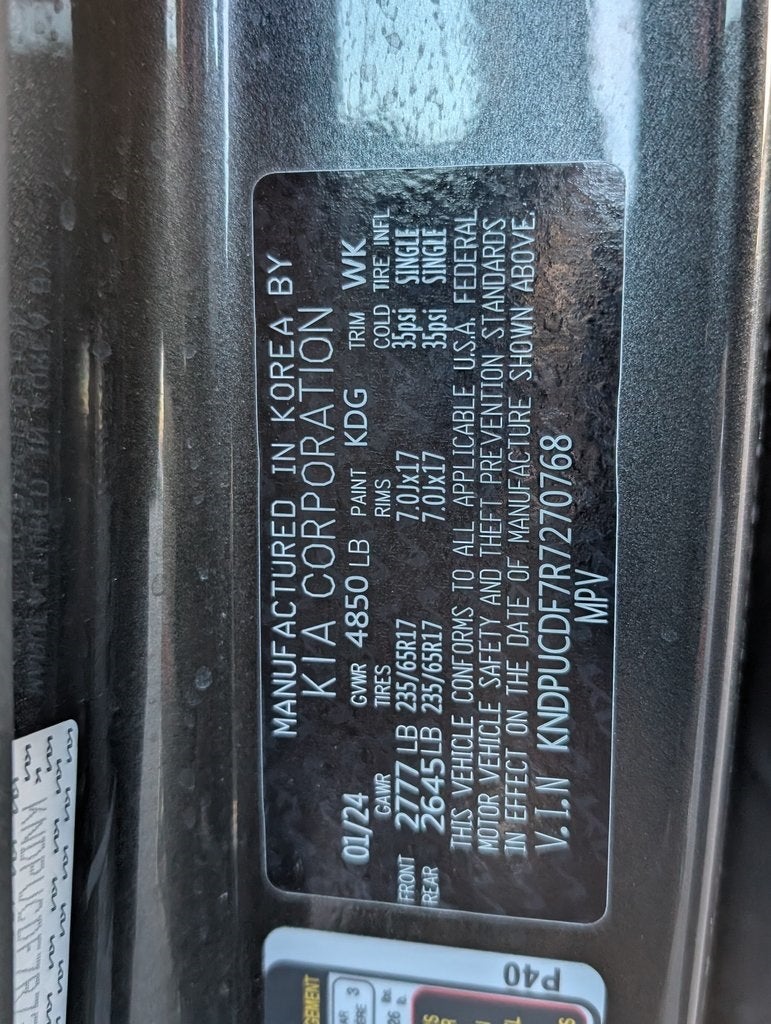 MANUFACTURED IN KOREA BY
KIA CORPORATION
01/24 GVWR 4850 LB PAINT KDG TRIM WK
GAWR TIRES RIMS COLD TIRE INFL
FRONT 2777 LB 235/65R17 7.0Jx17 35psi SINGLE
REAR 2645 LB 235/65R17 7.0Jx17 35psi SINGLE
THIS VEHICLE CONFORMS TO ALL APPLICABLE U.S.A. FEDERAL
MOTOR VEHICLE SAFETY AND THEFT PREVENTION STANDARDS
IN EFFECT ON THE DATE OF MANUFACTURE SHOWN ABOVE.
V.I.N KNDPUCDF7R7270768
MPV
P40